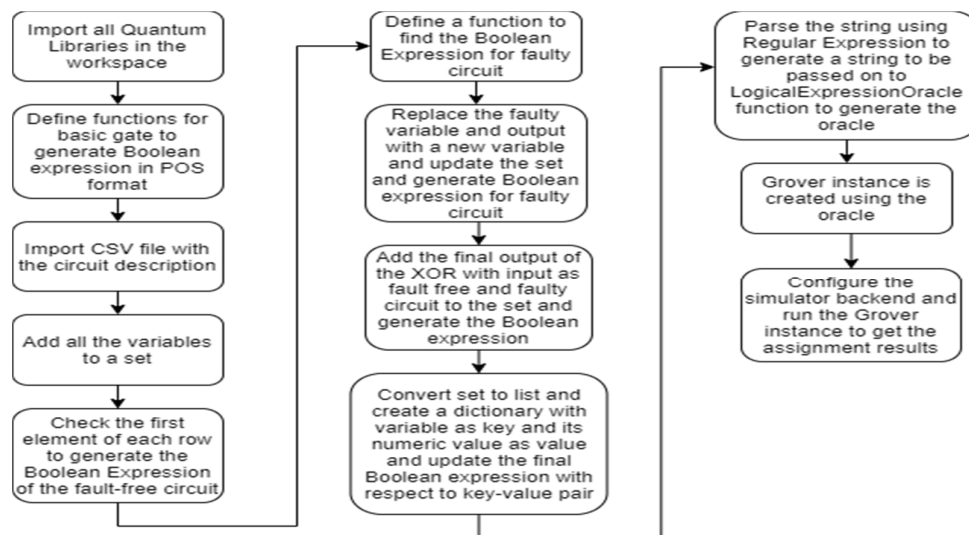 Import all Quantum
Libraries in the
workspace
Define functions for
basic gate to
generate Boolean
expression in POS
format
Import CSV file with
the circuit description
Add all the variables
to a set
Check the first
element of each row
to generate the
Boolean Expression
of the fault-free circuit
Define a function to
find the Boolean
Expression for faulty
circuit
Replace the faulty
variable and output
with a new variable
and update the set
and generate Boolean
expression for faulty
circuit
Add the final output of
the XOR with input as
fault free and faulty
circuit to the set and
generate the Boolean
expression
Convert set to list and
create a dictionary with
variable as key and its
numeric value as value
and update the final
Boolean expression with
respect to key-value pair
Parse the string using
Regular Expression to
generate a string to be
passed on to
LogicalExpressionOracle
function to generate the
oracle
Grover instance is
created using the
oracle
Configure the
simulator backend and
run the Grover
instance to get the
assignment results